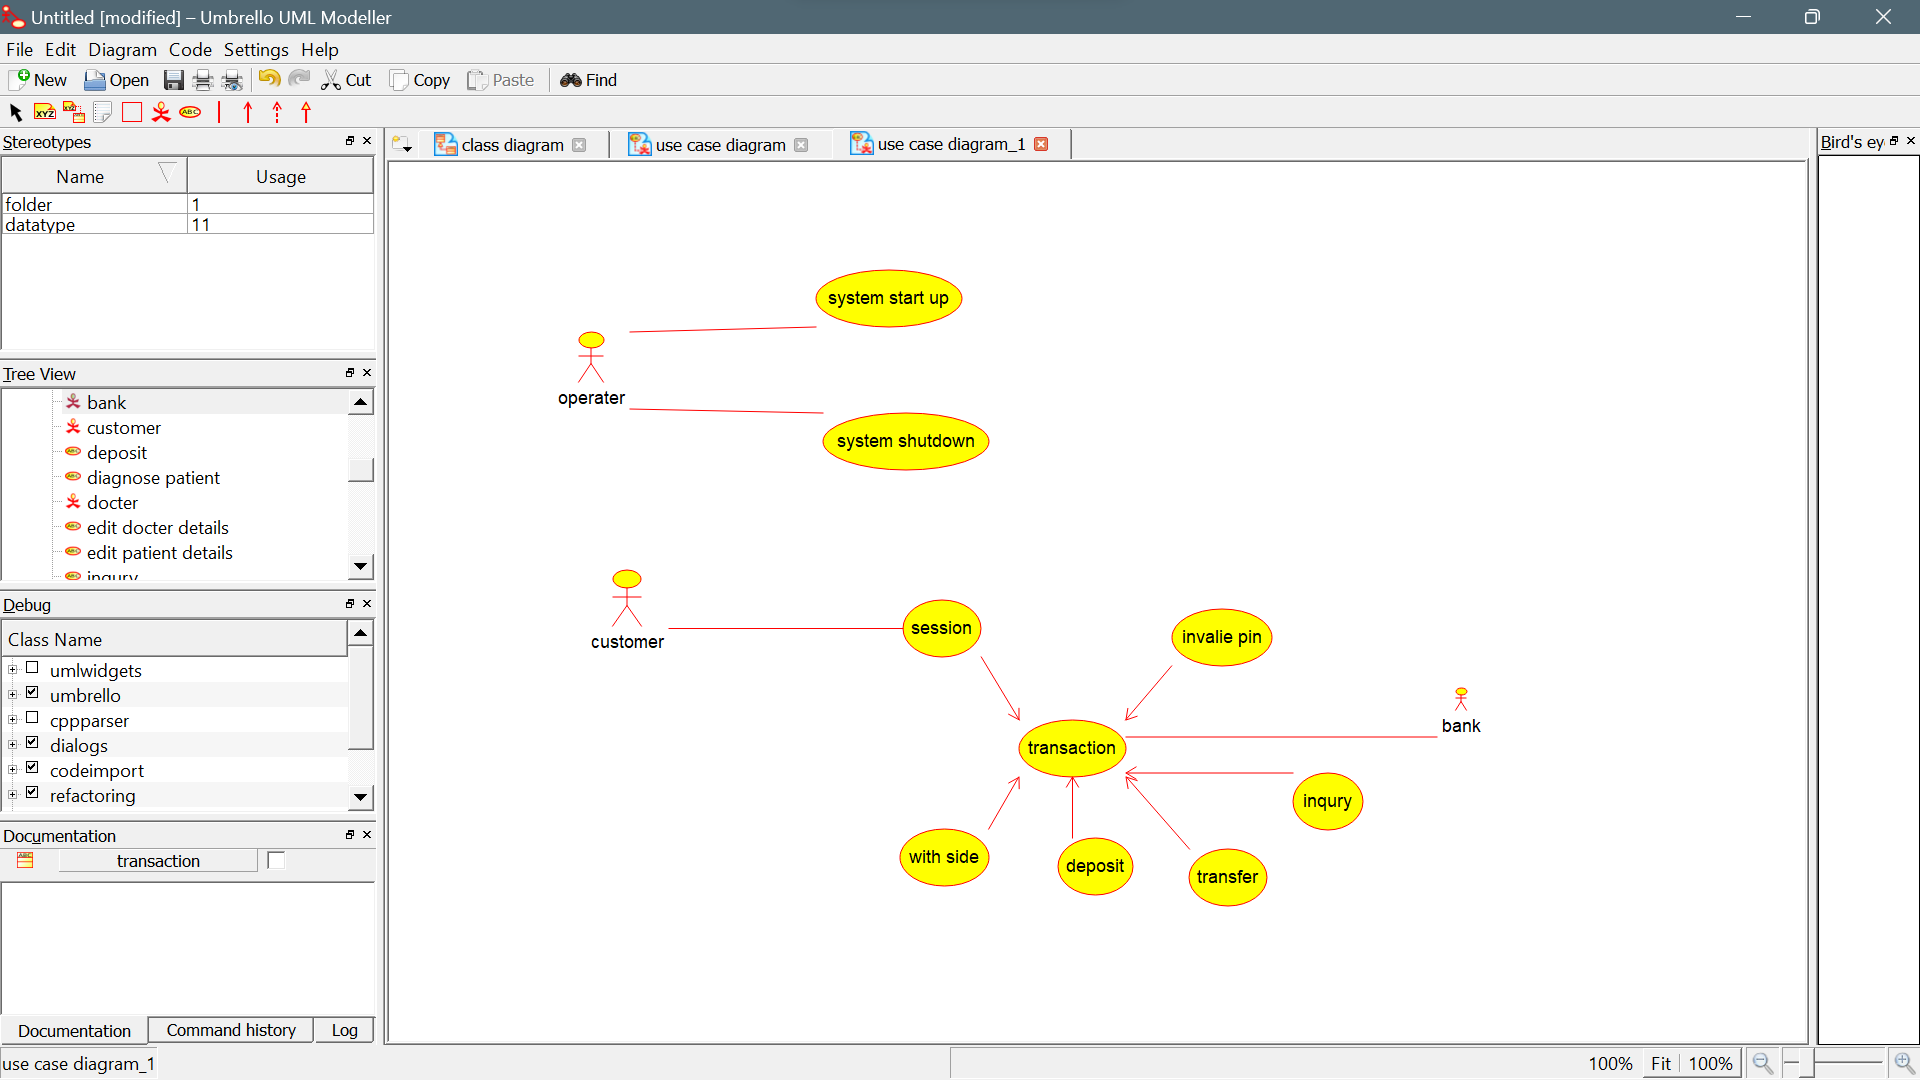 Untitled [modified] – Umbrello UML Modeller
File Edit Diagram Code Settings Help
New Open Cut Copy Paste Find
XYZ XYZ ABC
Stereotypes
class diagram use case diagram use case diagram_1
Bird's ey
Name Usage
folder 1
datatype 11
Tree View
bank
customer
deposit
diagnose patient
docter
edit docter details
edit patient details
inqury
Debug
Class Name
umlwidgets
umbrello
cppparser
dialogs
codeimport
refactoring
Documentation
transaction
Documentation Command history Log
system start up
operater
system shutdown
customer
session
invalie pin
transaction
bank
inqury
with side
deposit
transfer
use case diagram_1
100% Fit 100%